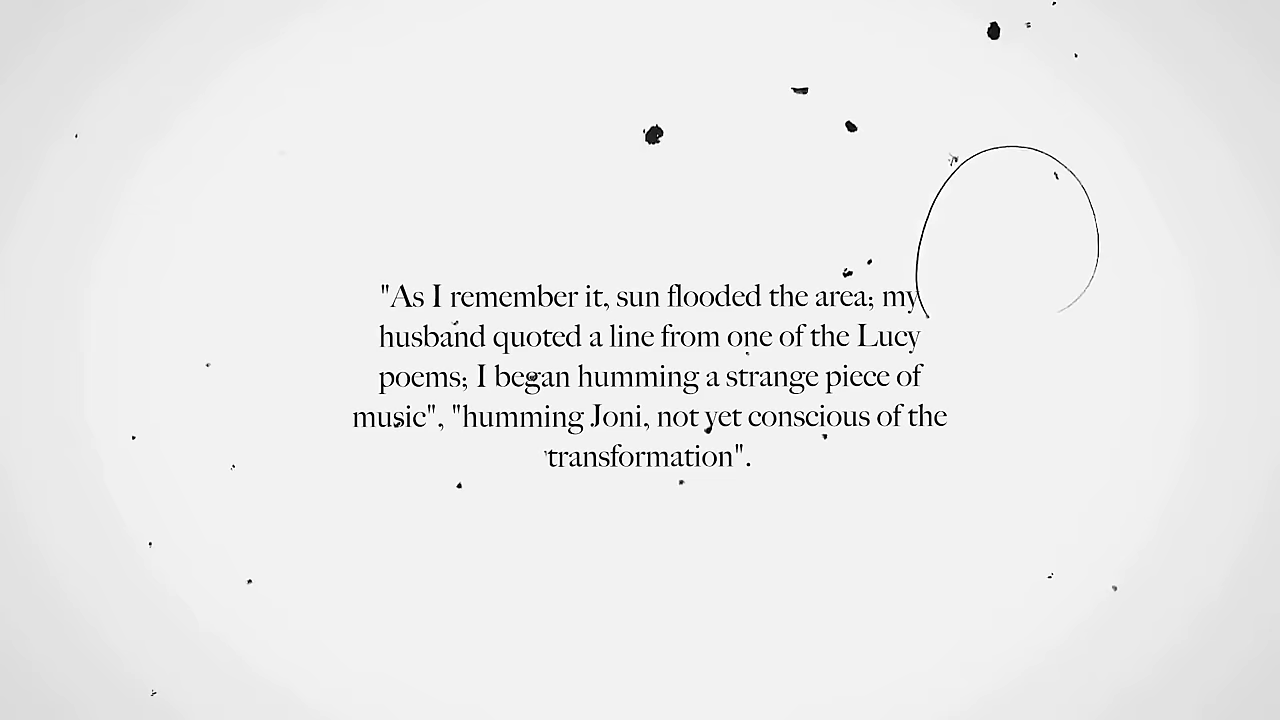 "As I remember it, sun flooded the area; my
husband quoted a line from one of the Lucy
poems; I began humming a strange piece of
music", "humming Joni, not yet conscious of the
transformation".